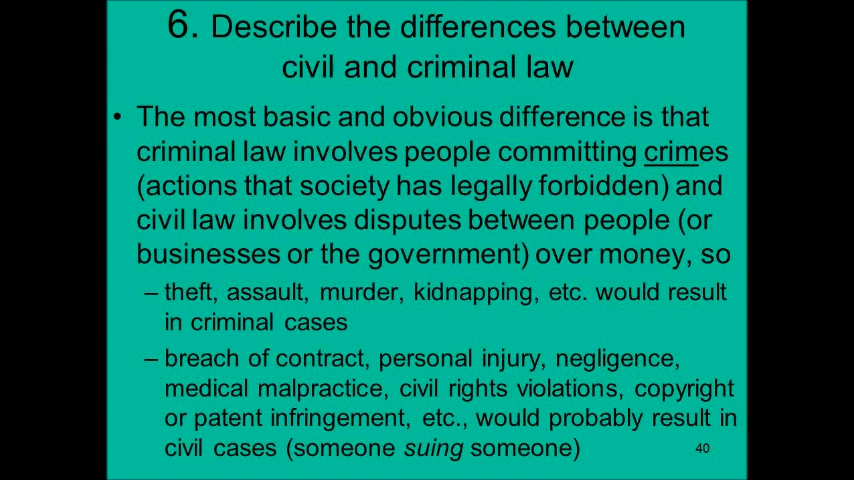 6. Describe the differences between
civil and criminal law
• The most basic and obvious difference is that
criminal law involves people committing crimes
(actions that society has legally forbidden) and
civil law involves disputes between people (or
businesses or the government) over money, so
– theft, assault, murder, kidnapping, etc. would result
in criminal cases
– breach of contract, personal injury, negligence,
medical malpractice, civil rights violations, copyright
or patent infringement, etc., would probably result in
civil cases (someone suing someone)
40